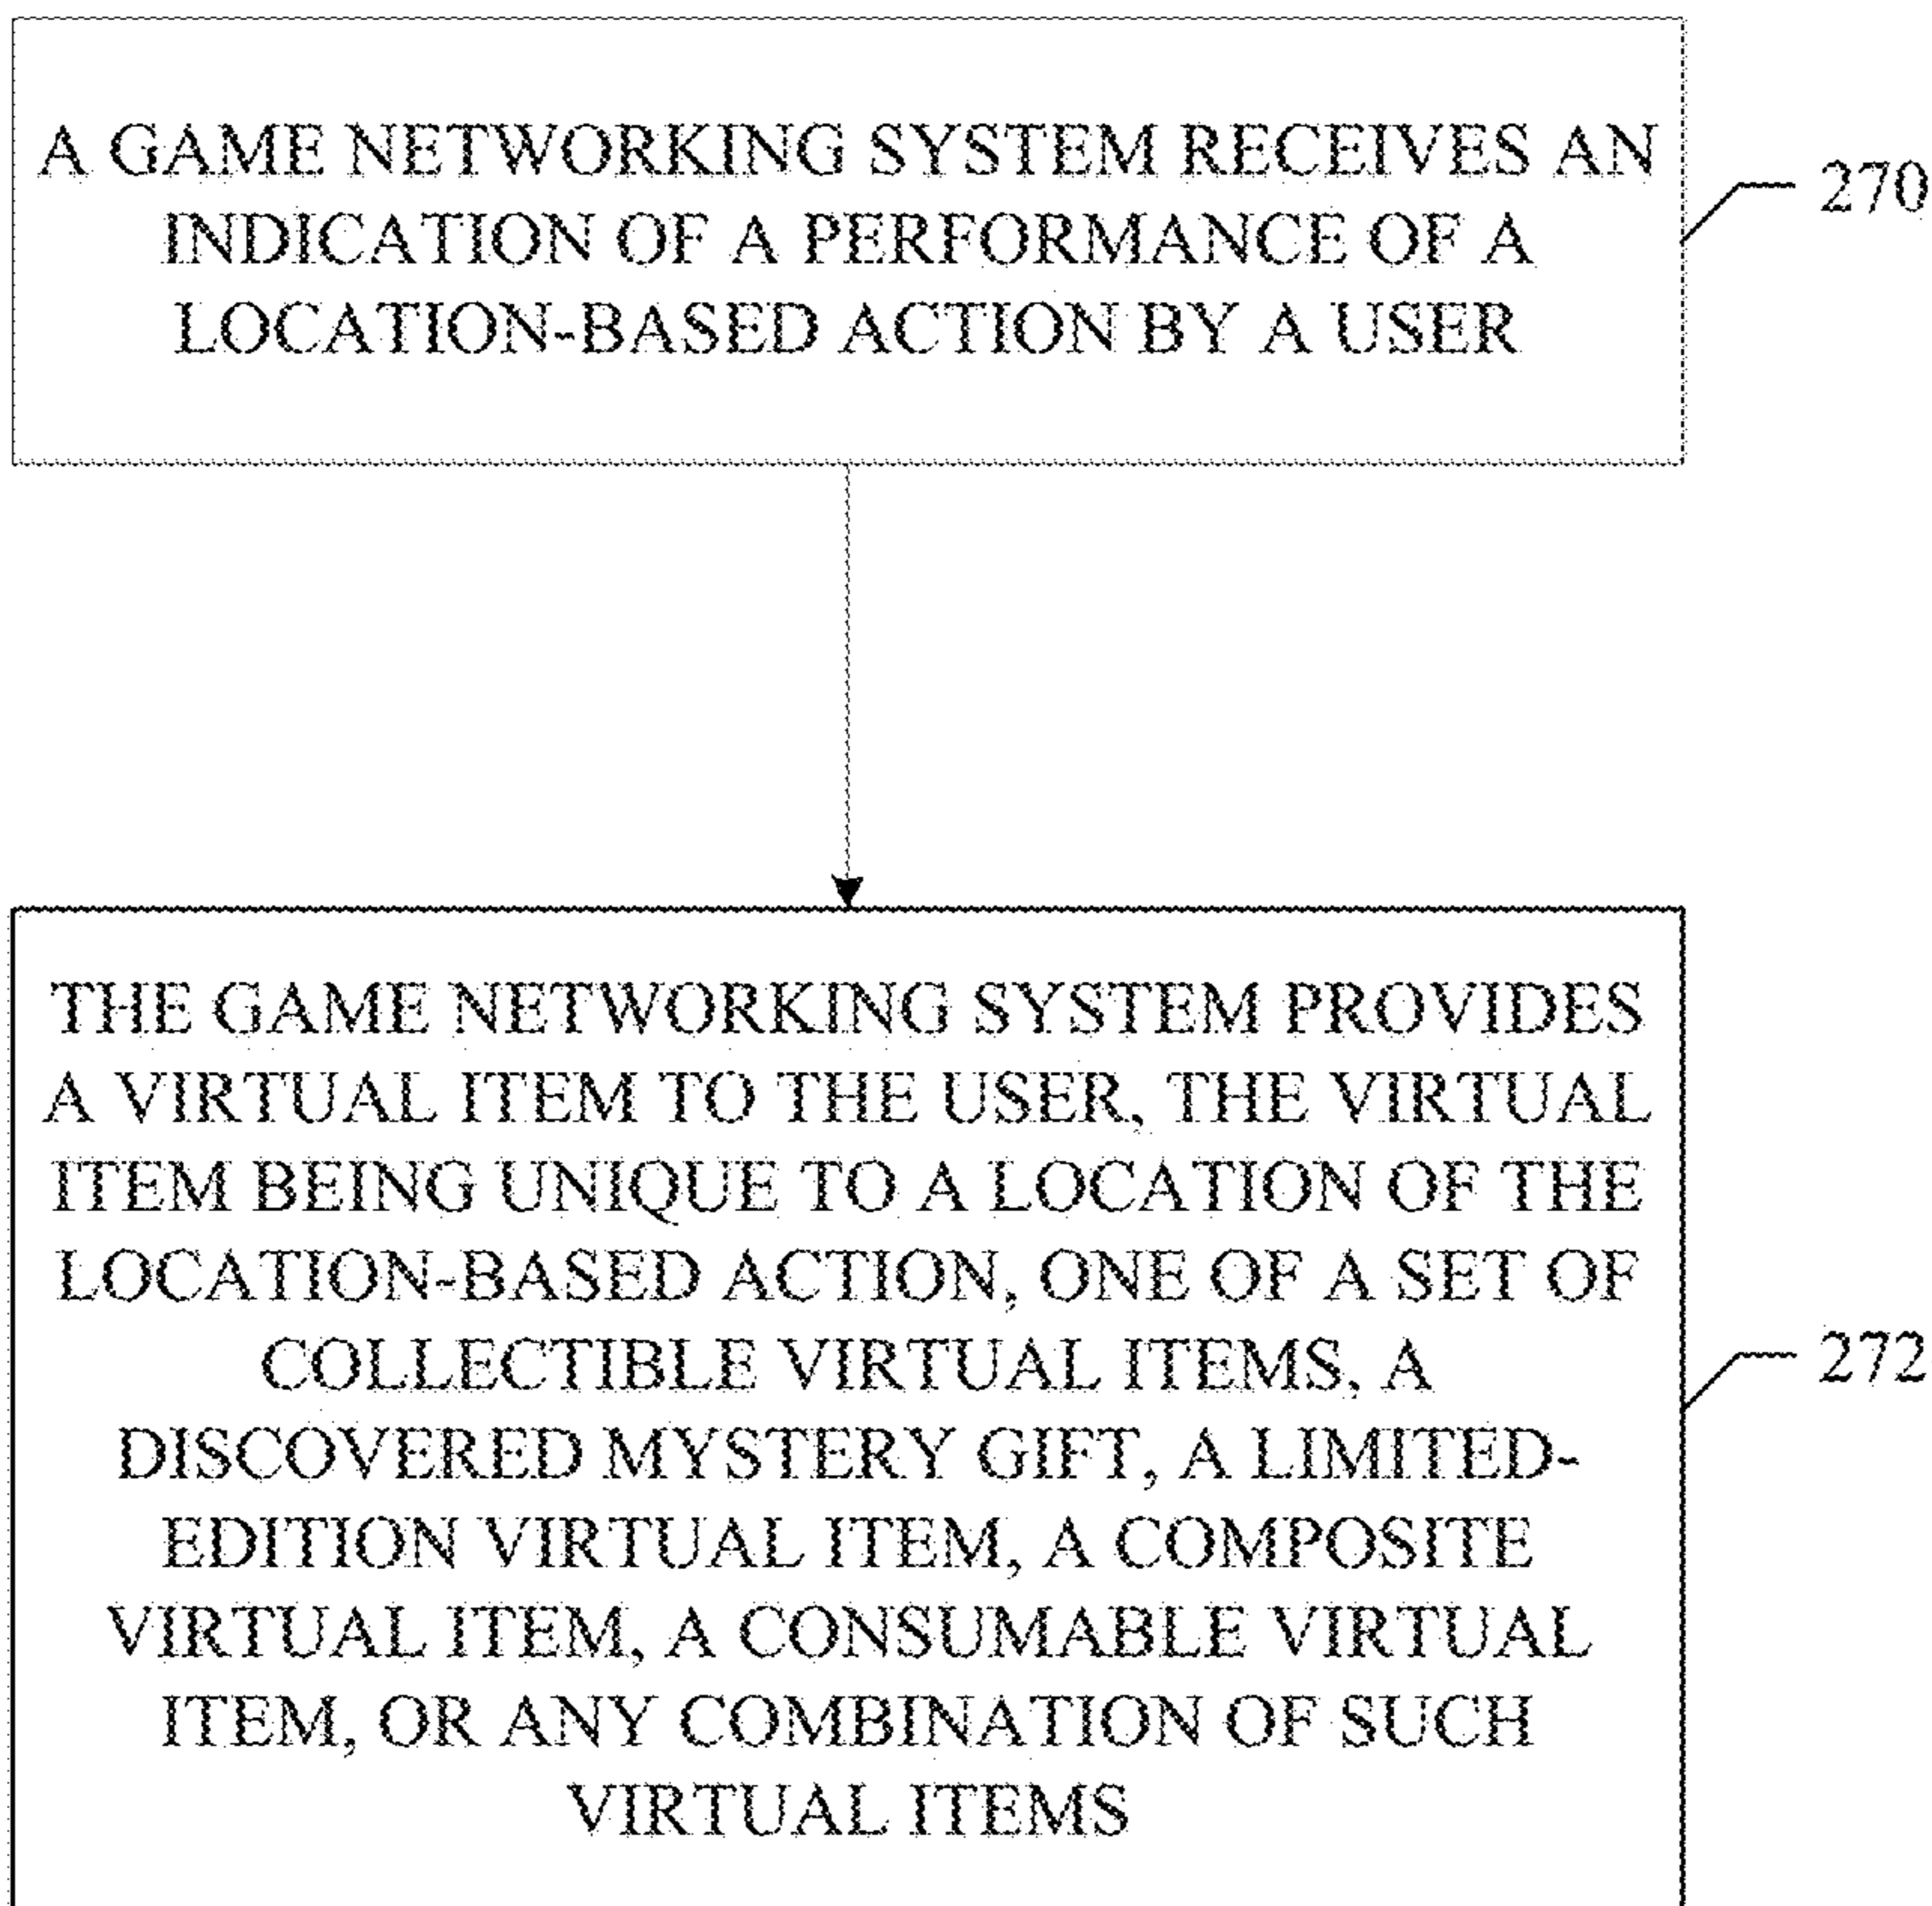 A GAME NETWORKING SYSTEM RECEIVES AN
INDICATION OF A PERFORMANCE OF A
LOCATION-BASED ACTION BY A USER
270
THE GAME NETWORKING SYSTEM PROVIDES
A VIRTUAL ITEM TO THE USER, THE VIRTUAL
ITEM BEING UNIQUE TO A LOCATION OF THE
LOCATION-BASED ACTION, ONE OF A SET OF
COLLECTIBLE VIRTUAL ITEMS, A
DISCOVERED MYSTERY GIFT, A LIMITED-
EDITION VIRTUAL ITEM, A COMPOSITE
VIRTUAL ITEM, A CONSUMABLE VIRTUAL
ITEM, OR ANY COMBINATION OF SUCH
VIRTUAL ITEMS
272